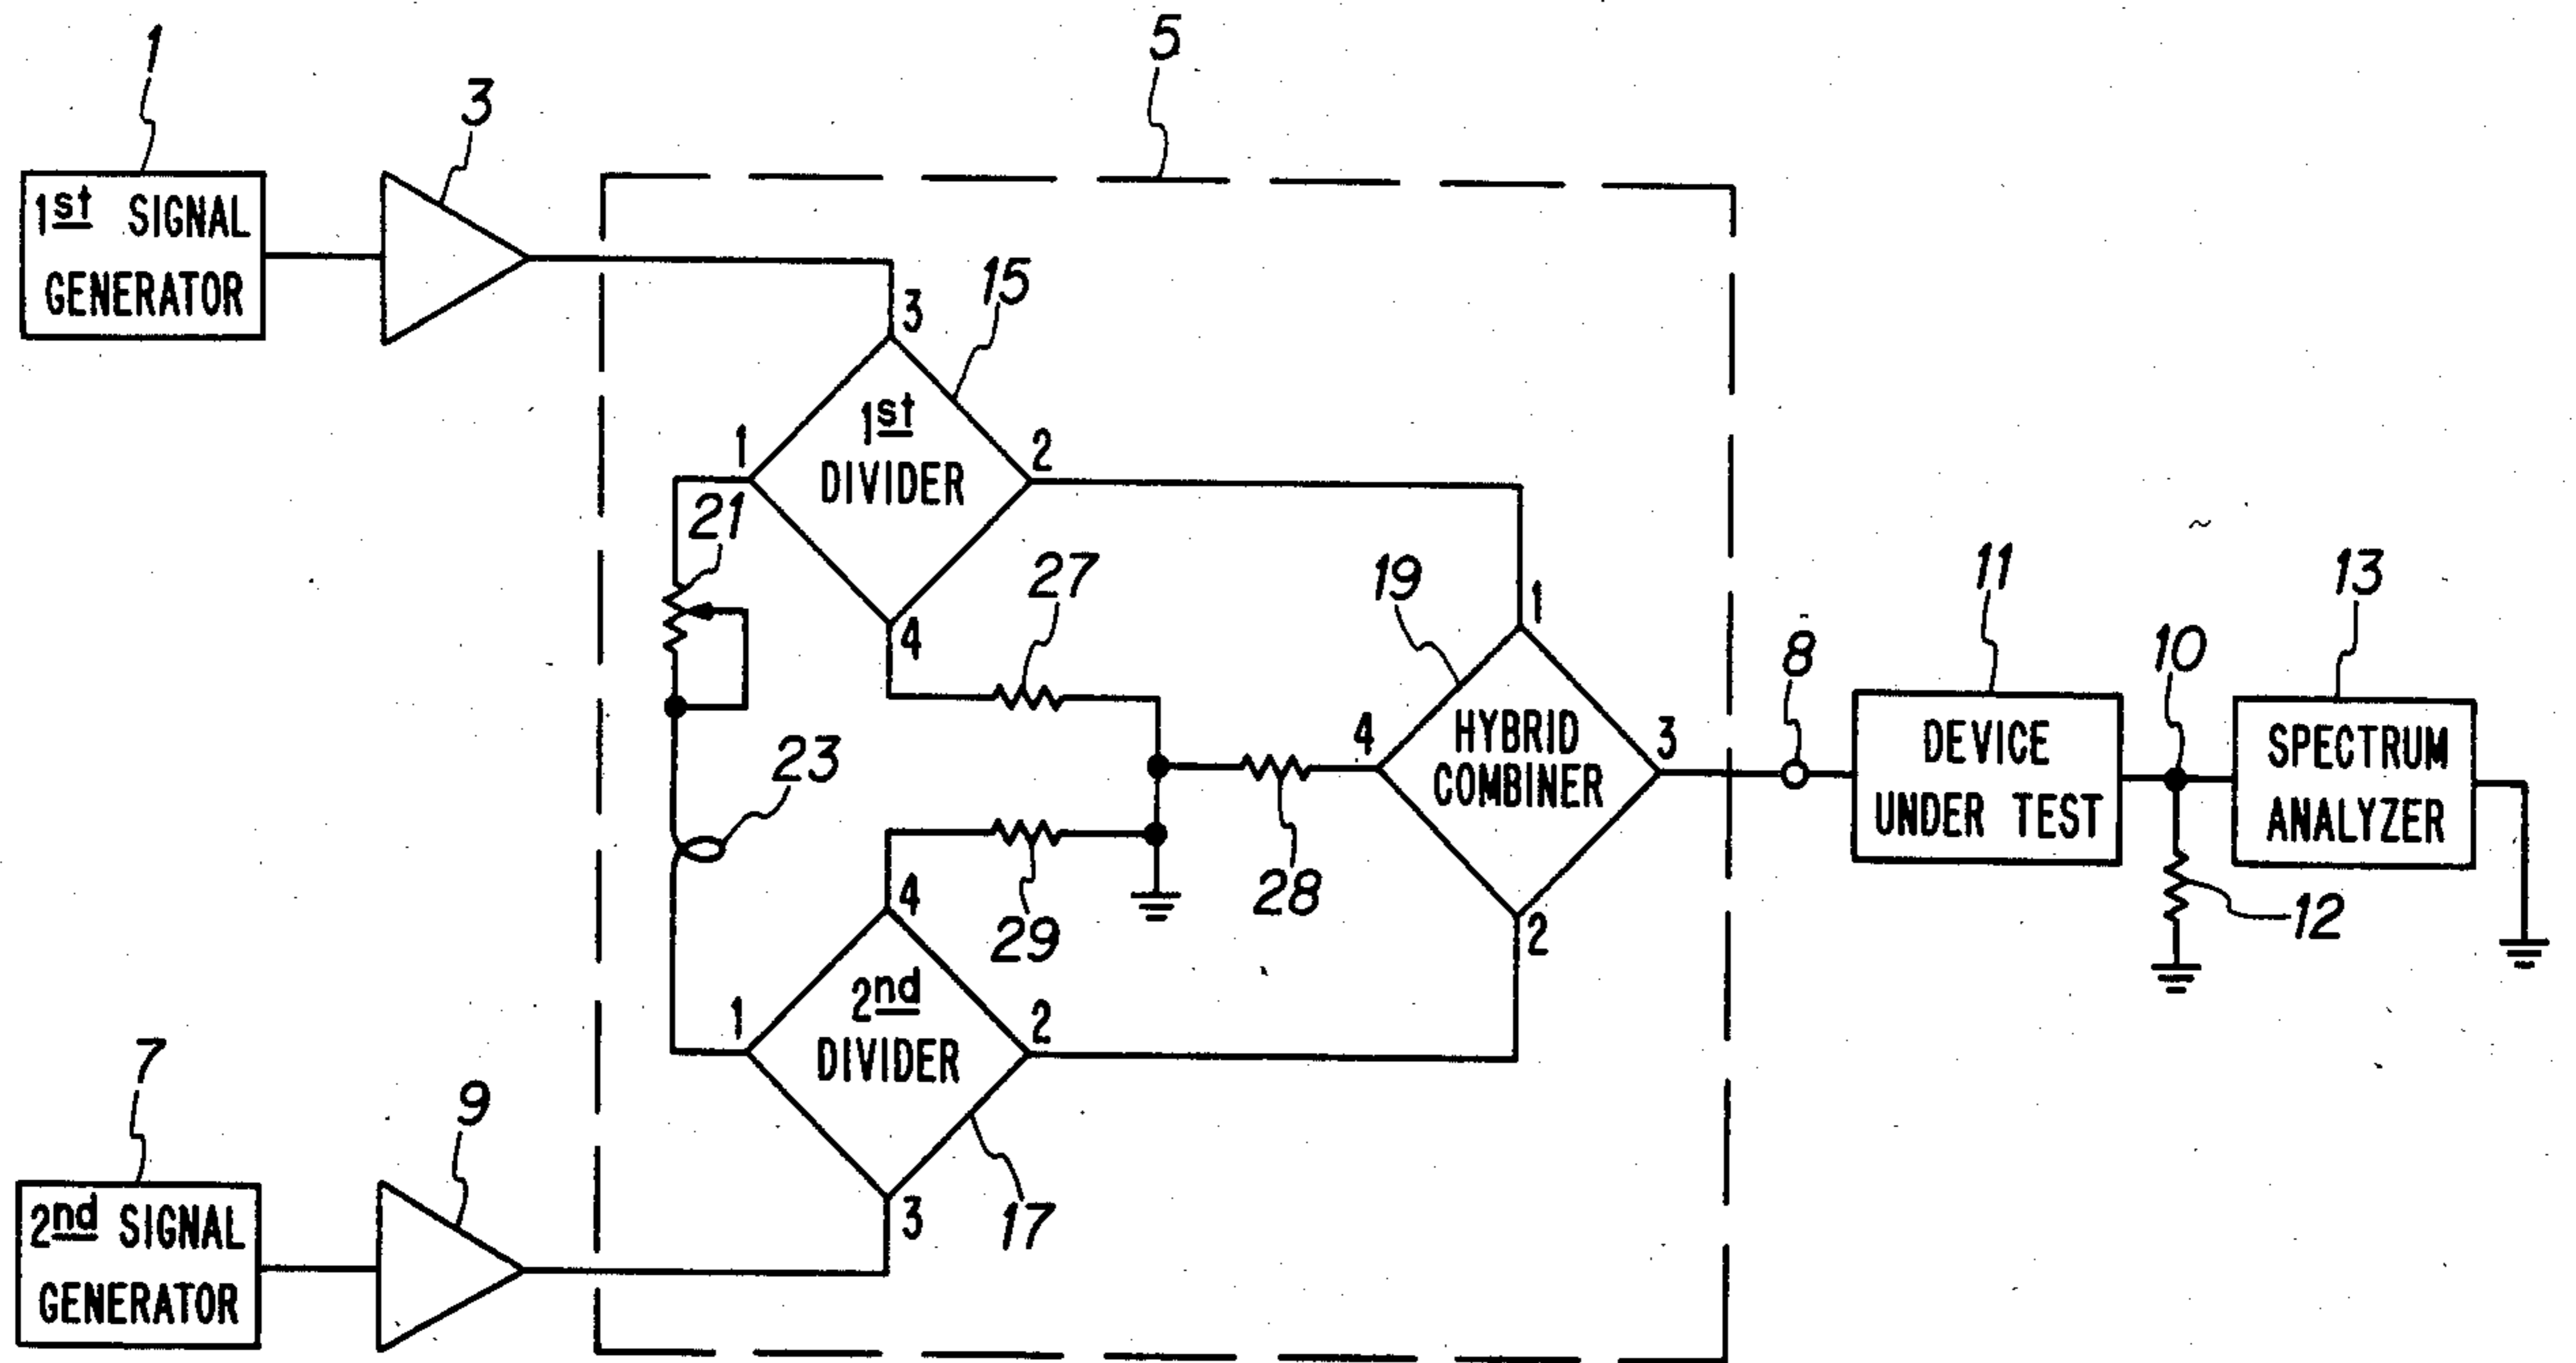 1
5
3
1st SIGNAL
GENERATOR
3
15
1st
DIVIDER
1
2
21
4
27
19
1
11
13
8
10
4
HYBRID
COMBINER
3
DEVICE
UNDER TEST
SPECTRUM
ANALYZER
23
28
12
29
4
2
2nd
DIVIDER
1
2
7
9
3
17
2nd SIGNAL
GENERATOR